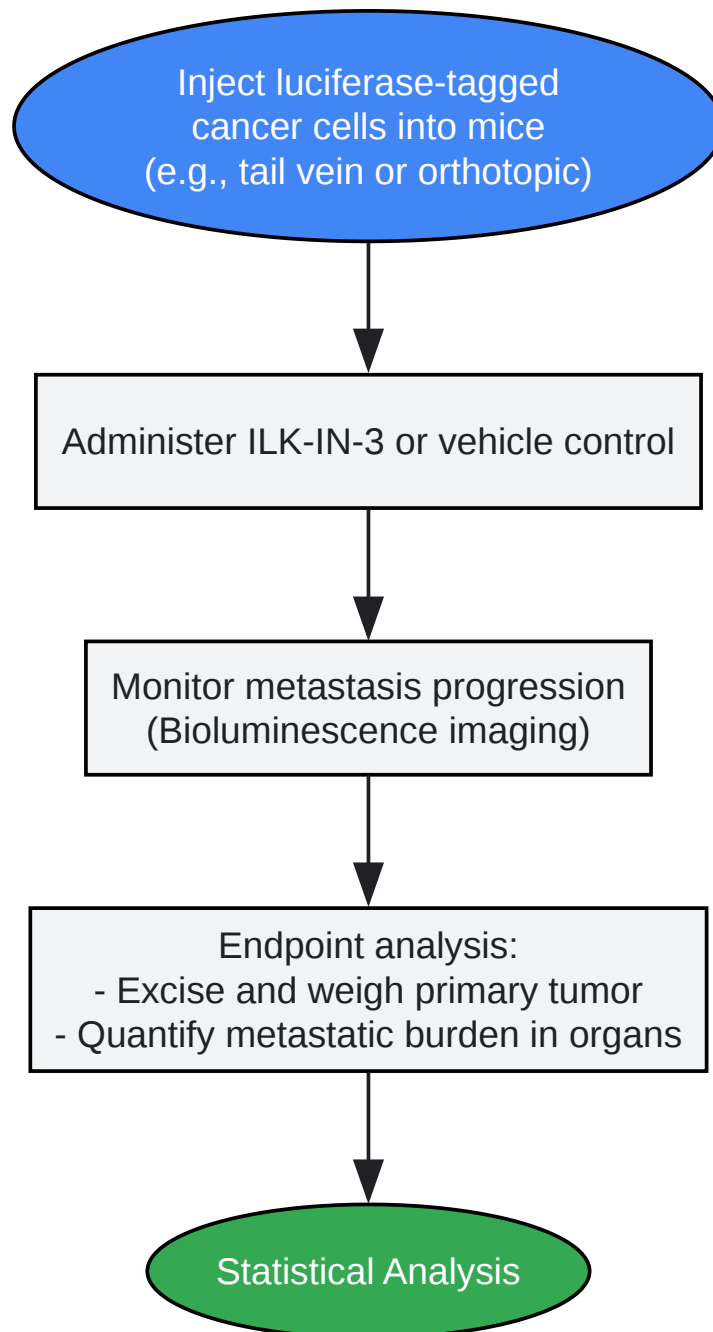 Inject luciferase-tagged
cancer cells into mice
(e.g., tail vein or orthotopic)
Administer ILK-IN-3 or vehicle control
Monitor metastasis progression
(Bioluminescence imaging)
Endpoint analysis:
- Excise and weigh primary tumor
- Quantify metastatic burden in organs
Statistical Analysis